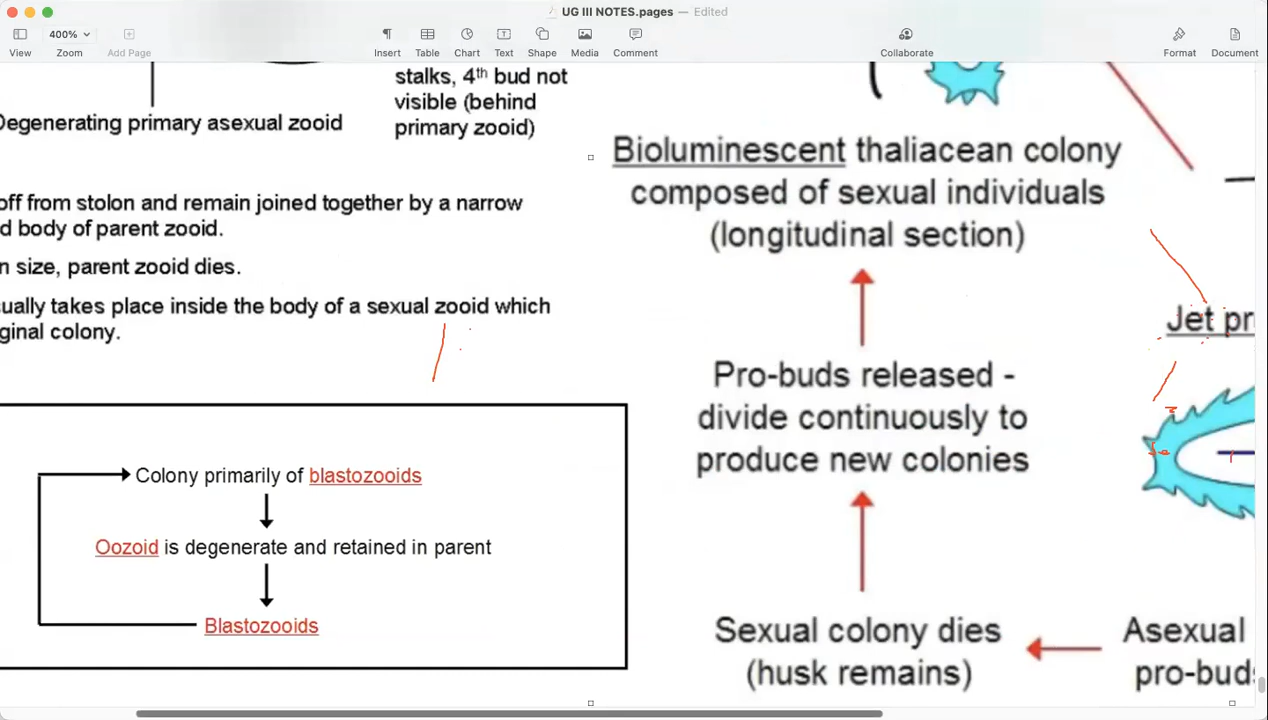 UG III NOTES.pages — Edited
400%
View
Zoom
Add Page
Insert
Table
Chart
Text
Shape
Media
Comment
Collaborate
Format
Document
stalks, 4th bud not
visible (behind
primary zooid)
Degenerating primary asexual zooid
off from stolon and remain joined together by a narrow
d body of parent zooid.
n size, parent zooid dies.
sually takes place inside the body of a sexual zooid which
ginal colony.
Colony primarily of blastozooids
Oozoid is degenerate and retained in parent
Blastozooids
Bioluminescent thaliacean colony
composed of sexual individuals
(longitudinal section)
Pro-buds released -
divide continuously to
produce new colonies
Sexual colony dies
(husk remains)
Jet pr
Asexual
pro-buds